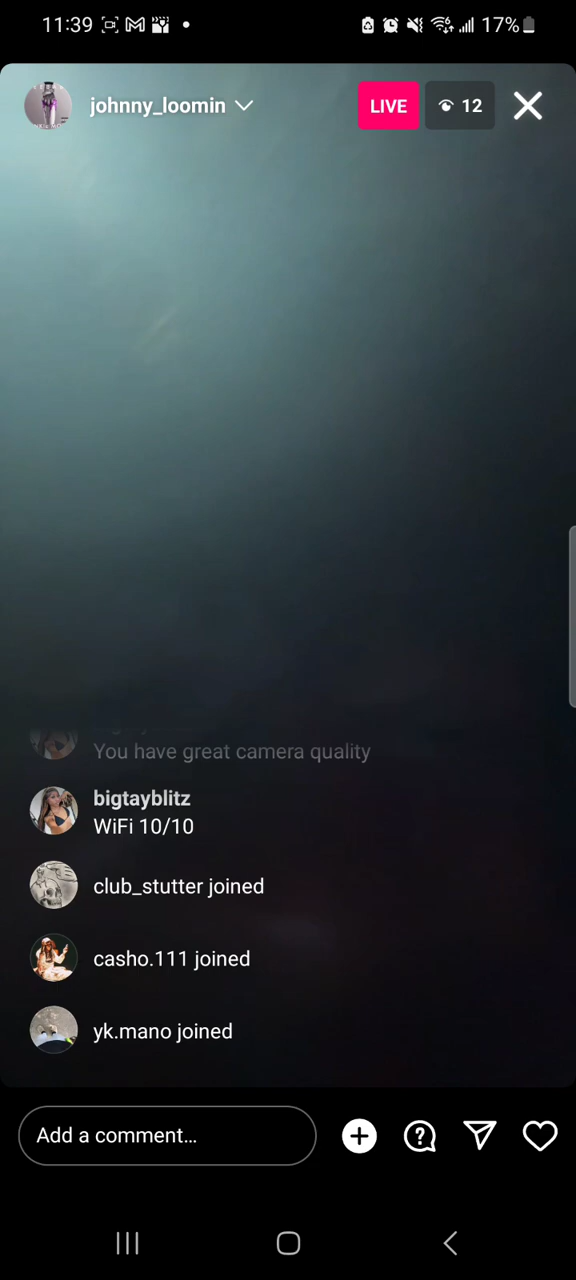 11:39
17%
johnny_loomin
LIVE
12
You have great camera quality
bigtayblitz
WiFi 10/10
club_stutter joined
casho.111 joined
yk.mano joined
Add a comment...